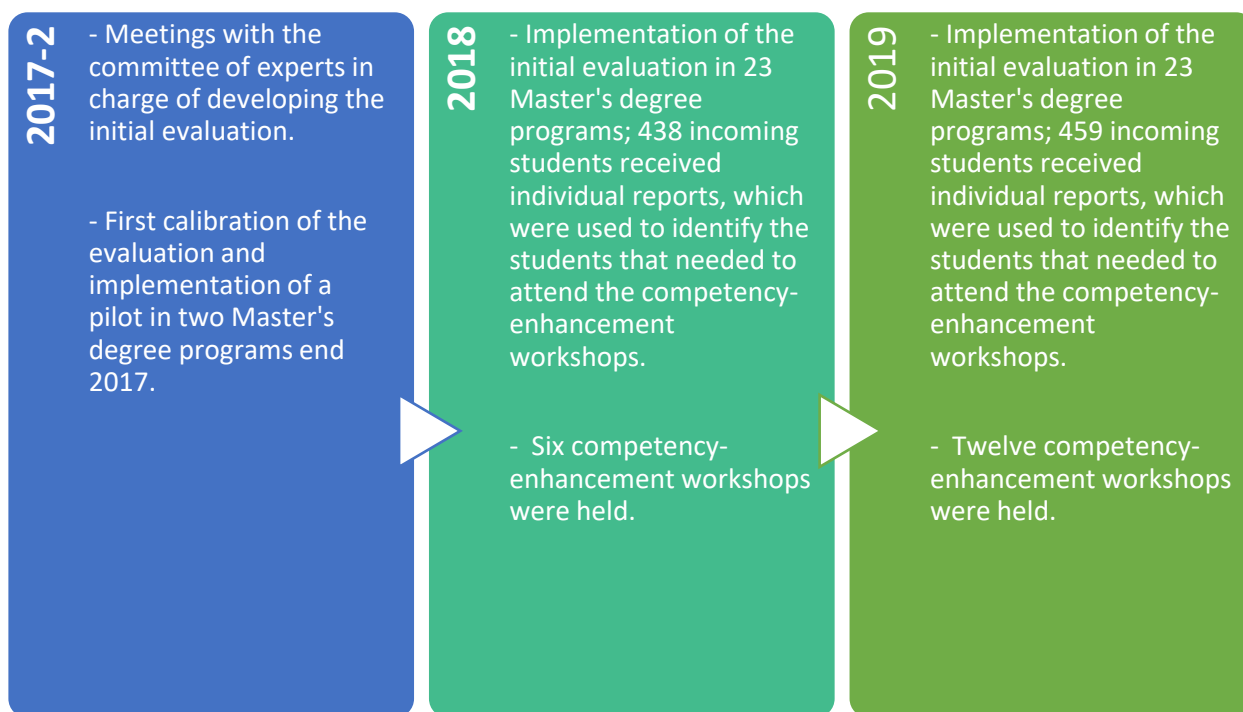 2017-2
- Meetings with the
committee of experts in
charge of developing the
initial evaluation.
- First calibration of the
evaluation and
implementation of a
pilot in two Master's
degree programs end
2017.
2018
- Implementation of the
initial evaluation in 23
Master's degree
programs; 438 incoming
students received
individual reports, which
were used to identify the
students that needed to
attend the competency-
enhancement
workshops.
- Six competency-
enhancement workshops
were held.
2019
- Implementation of the
initial evaluation in 23
Master's degree
programs; 459 incoming
students received
individual reports, which
were used to identify the
students that needed to
attend the competency-
enhancement
workshops.
- Twelve competency-
enhancement workshops
were held.